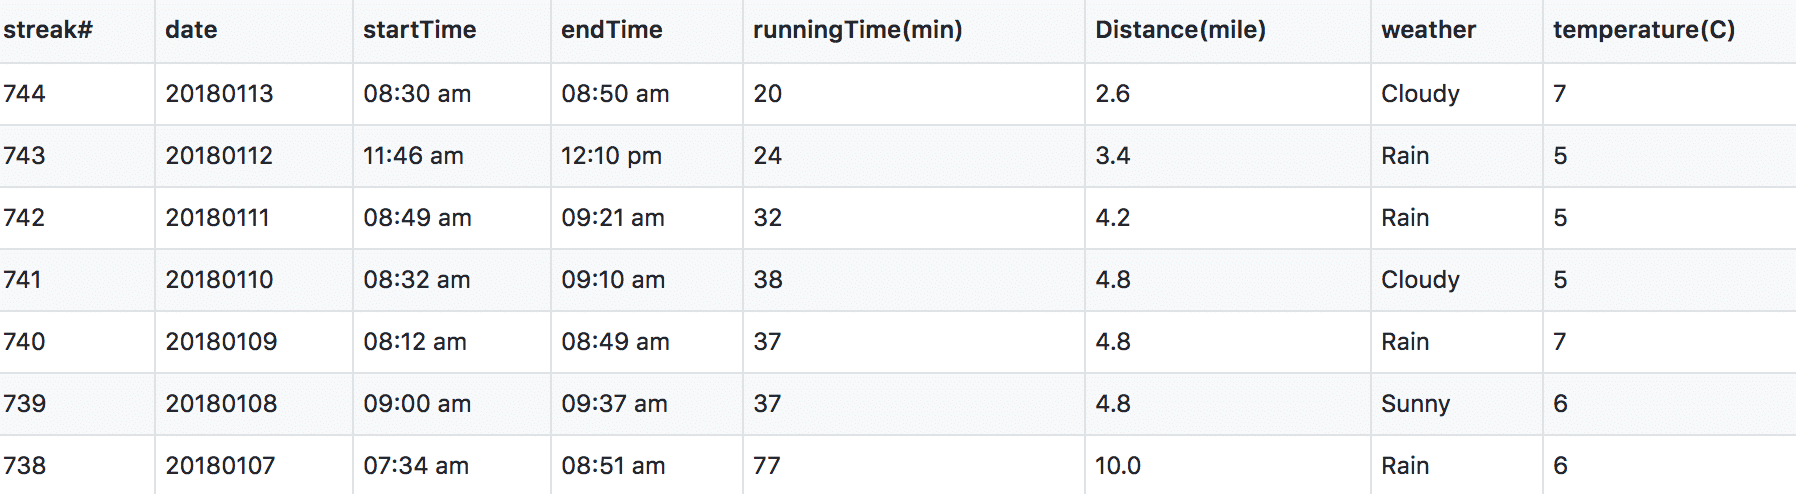 streak# date startTime endTime runningTime(min) Distance(mile) weather temperature(C)
744 20180113 08:30 am 08:50 am 20 2.6 Cloudy 7
743 20180112 11:46 am 12:10 pm 24 3.4 Rain 5
742 20180111 08:49 am 09:21 am 32 4.2 Rain 5
741 20180110 08:32 am 09:10 am 38 4.8 Cloudy 5
740 20180109 08:12 am 08:49 am 37 4.8 Rain 7
739 20180108 09:00 am 09:37 am 37 4.8 Sunny 6
738 20180107 07:34 am 08:51 am 77 10.0 Rain 6